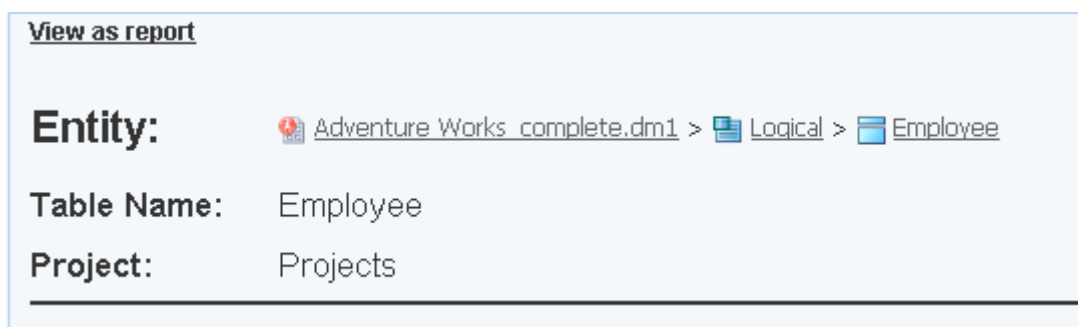 View as report
Entity: Adventure Works_complete.dm1 > Logical > Employee
Table Name: Employee
Project: Projects